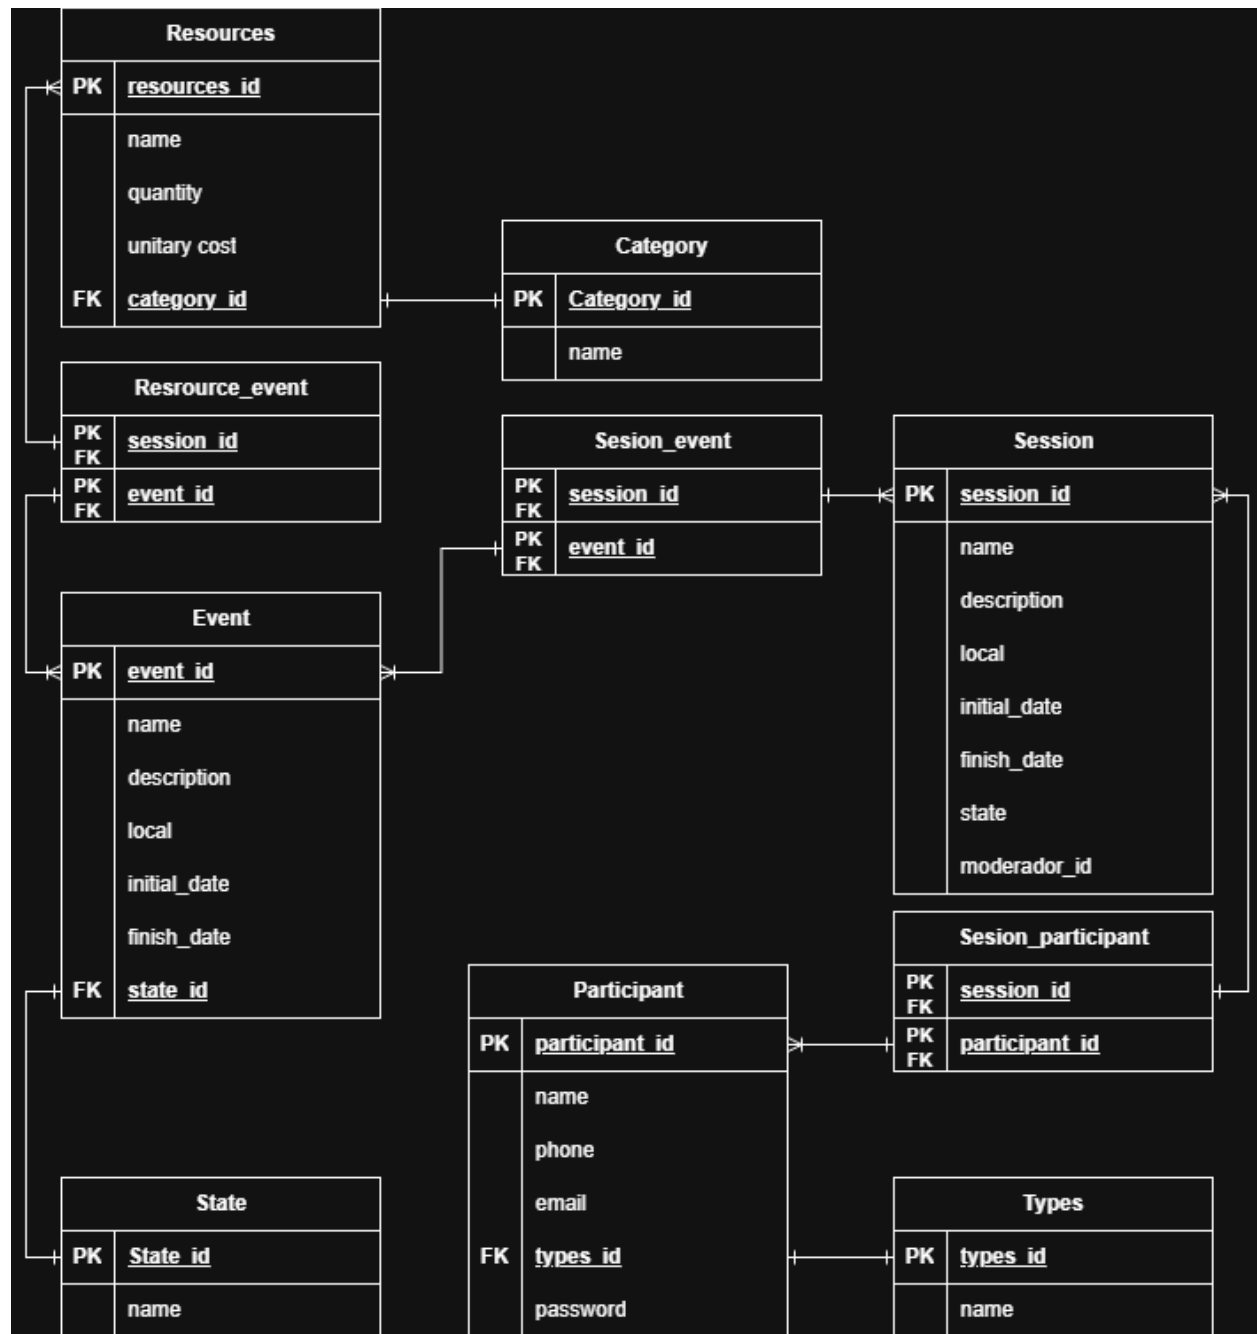 Resources
PK resources_id
name
quantity
unitary cost
FK category_id
Category
PK Category_id
name
Resrource_event
PK
FK
session_id
PK
FK
event_id
Sesion_event
PK
FK
session_id
PK
FK
event_id
Session
PK session_id
name
description
local
initial_date
finish_date
state
moderador_id
Event
PK event_id
name
description
local
initial_date
finish_date
FK state_id
Sesion_participant
PK
FK
session_id
PK
FK
participant_id
Participant
PK participant_id
name
phone
email
FK types_id
password
State
PK State_id
name
Types
PK types_id
name